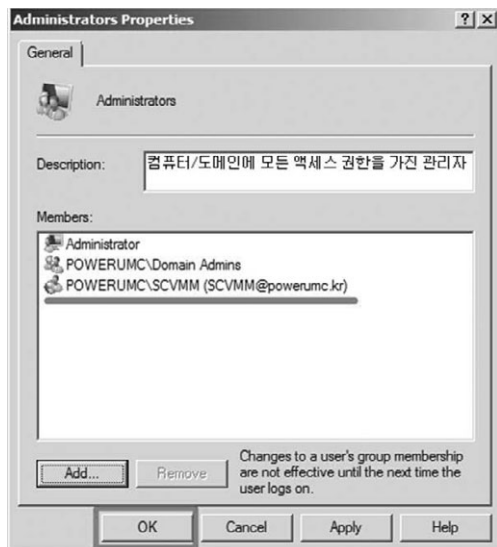 Administrators Properties
General
Administrators
Description:
컴퓨터/도메인에 모든 액세스 권한을 가진 관리자
Members:
Administrator
POWERUMC\Domain Admins
POWERUMC\SCVMM (SCVMM@powerumc.kr)
Add...
Remove
Changes to a user's group membership
are not effective until the next time the
user logs on.
OK
Cancel
Apply
Help